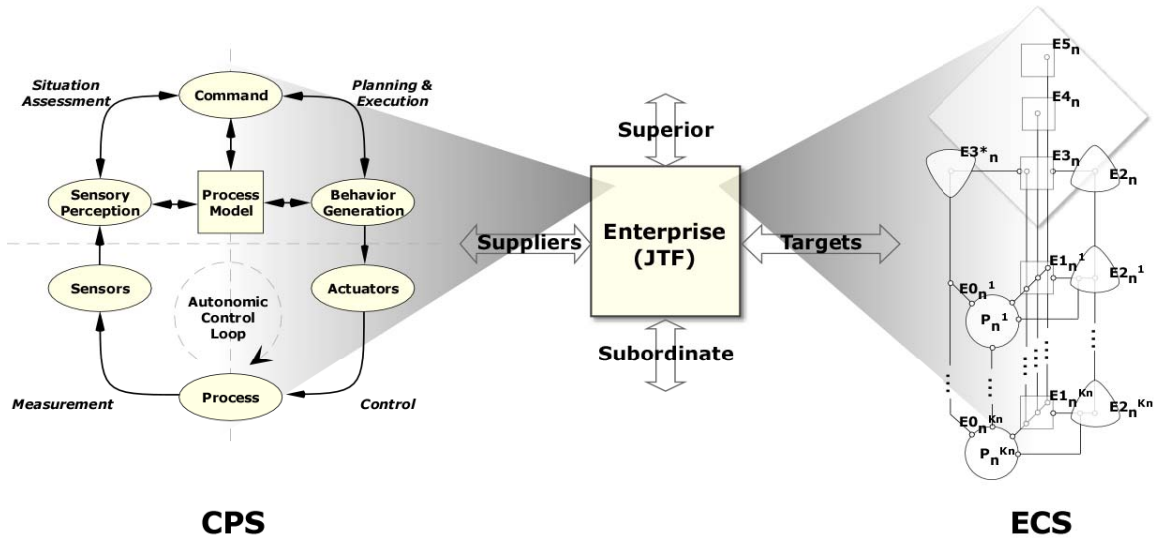 Situation
Assessment
Command
Planning &
Execution
Sensory
Perception
Process
Model
Behavior
Generation
Sensors
Autonomic
Control
Loop
Actuators
Measurement
Process
Control
CPS
Superior
Suppliers
Enterprise
(JTF)
Targets
Subordinate
E5n
E4n
E3*n
E3n
E2n
E1n1
E2n1
E0n1
Pn1
E1nKn
E2nKn
E0nKn
PnKn
ECS